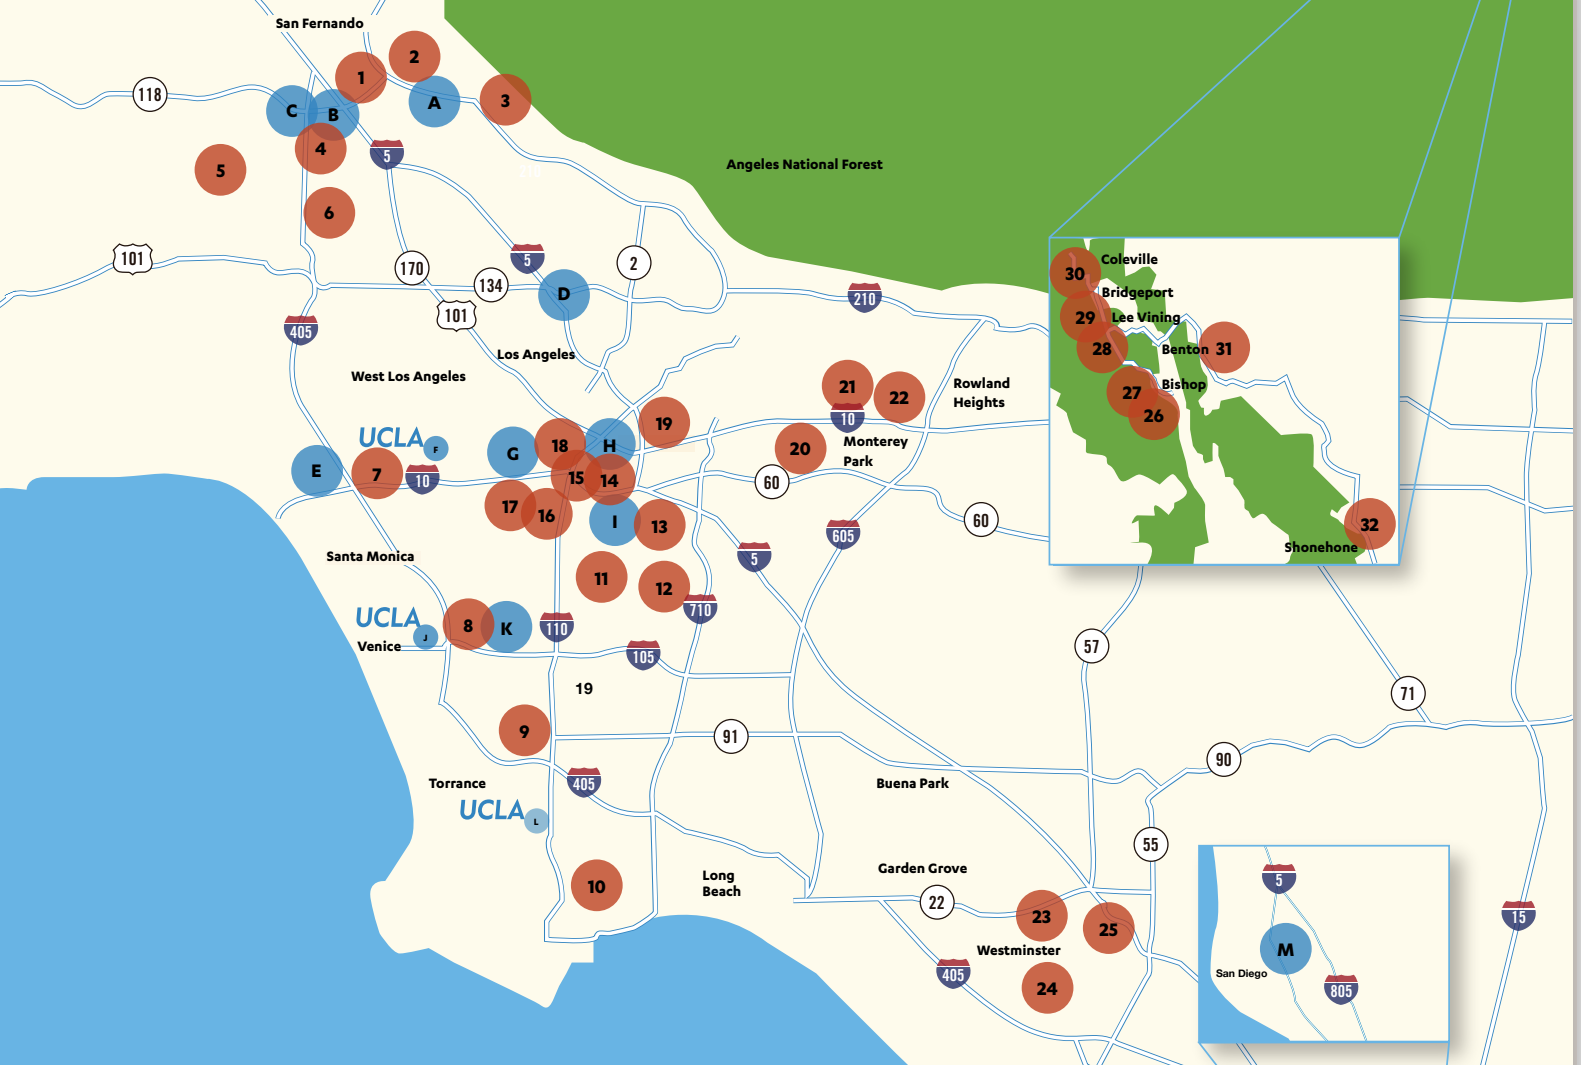 San Fernando
2
1
3
118
C
B
A
4
5
5
6
210
Angeles National Forest
101
170
5
134
2
D
101
210
405
Los Angeles
West Los Angeles
30
Coleville
Bridgeport
29
Lee Vining
28
Benton
31
27
Bishop
26
32
Shonehone
21
22
10
Rowland
Heights
19
UCLA
F
G
18
H
20
Monterey
Park
E
7
10
15
14
60
17
16
I
13
60
605
5
Santa Monica
11
12
710
UCLA
J
8
K
110
Venice
105
57
19
71
9
91
90
Torrance
405
Buena Park
UCLA
L
55
Garden Grove
10
Long
Beach
22
23
25
Westminster
405
24
5
M
San Diego
805
15